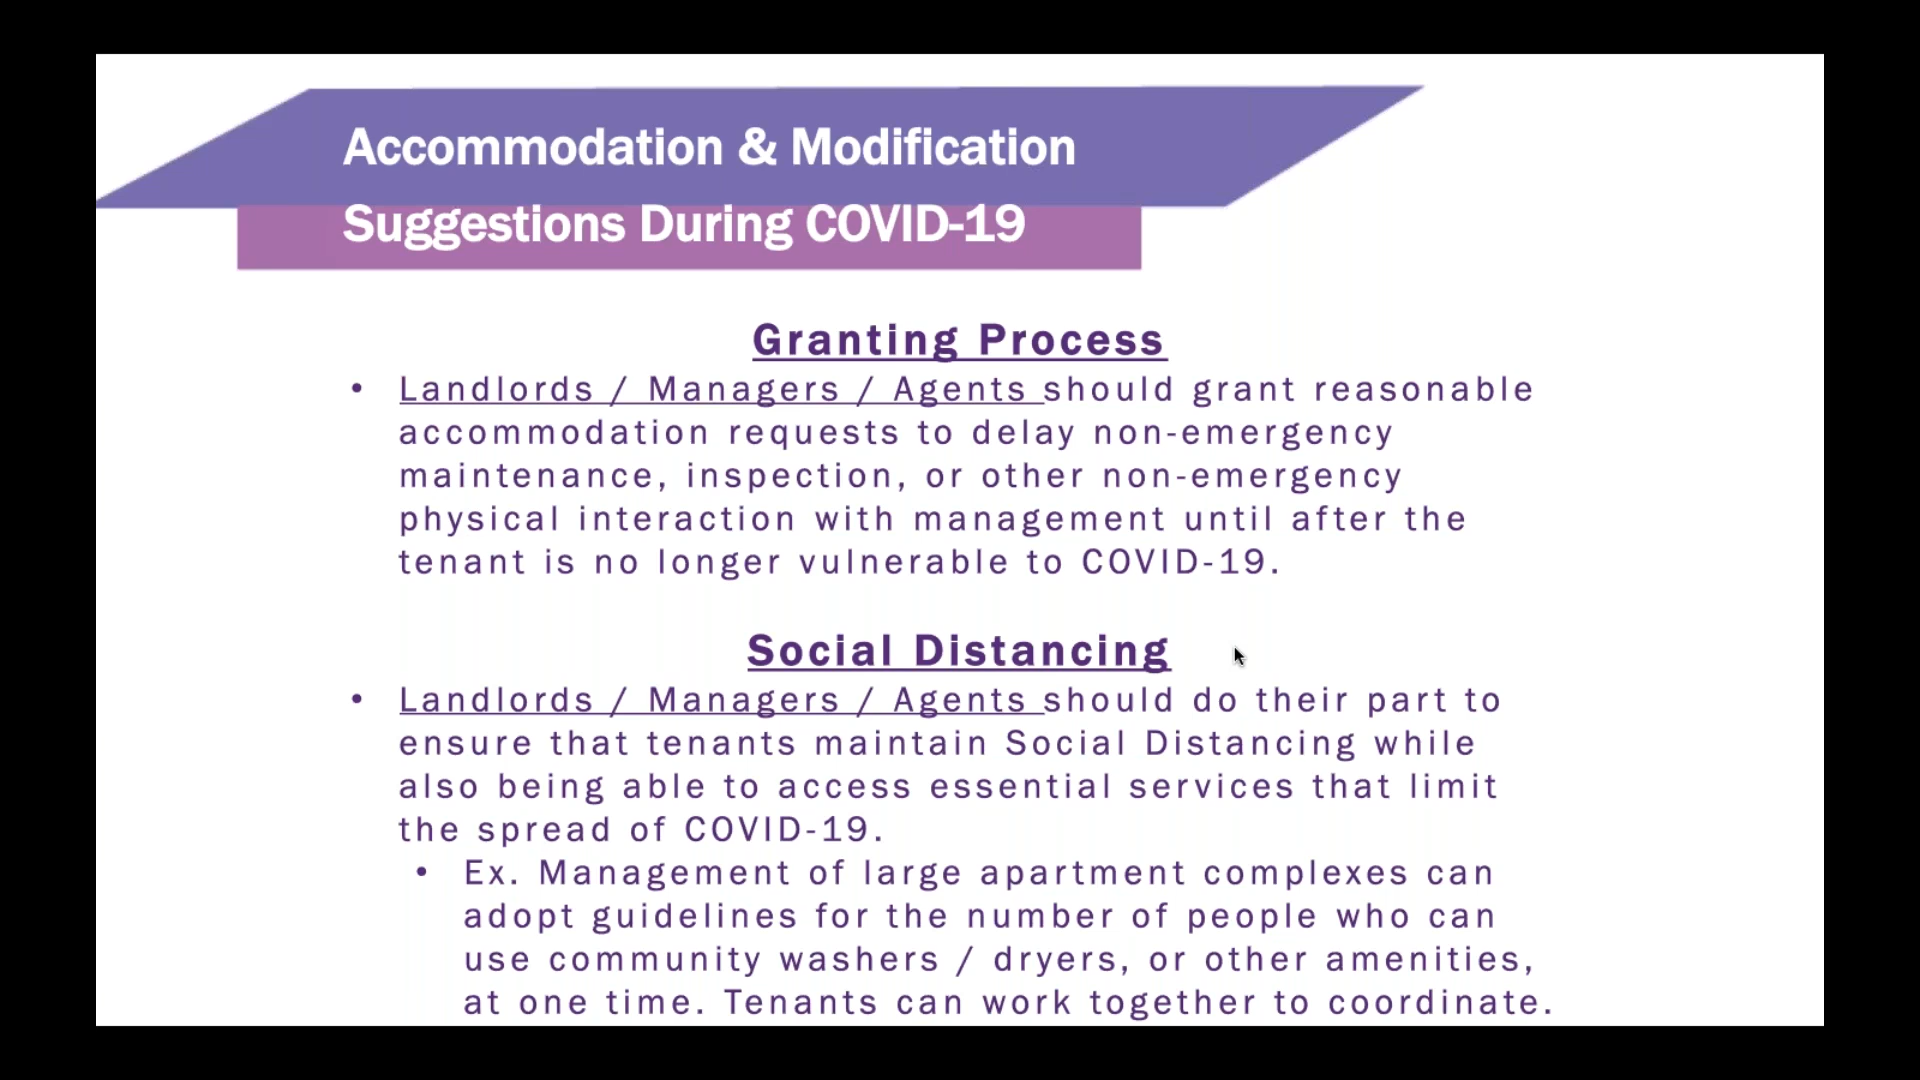 Accommodation & Modification
Suggestions During COVID-19
Granting Process
• Landlords / Managers / Agents should grant reasonable
accommodation requests to delay non-emergency
maintenance, inspection, or other non-emergency
physical interaction with management until after the
tenant is no longer vulnerable to COVID-19.
Social Distancing
• Landlords / Managers / Agents should do their part to
ensure that tenants maintain Social Distancing while
also being able to access essential services that limit
the spread of COVID-19.
• Ex. Management of large apartment complexes can
adopt guidelines for the number of people who can
use community washers / dryers, or other amenities,
at one time. Tenants can work together to coordinate.